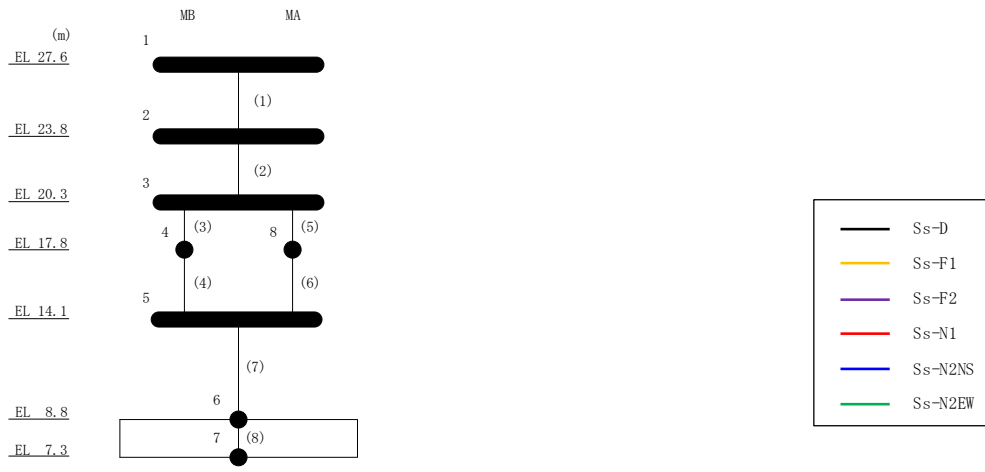 MB MA
(m)
1
EL 27.6
(1)
2
EL 23.8
(2)
3
EL 20.3
(3) (5)
4 8
EL 17.8
(4) (6)
5
EL 14.1
(7)
6
EL 8.8
7 (8)
EL 7.3
Ss-D
Ss-F1
Ss-F2
Ss-N1
Ss-N2NS
Ss-N2EW